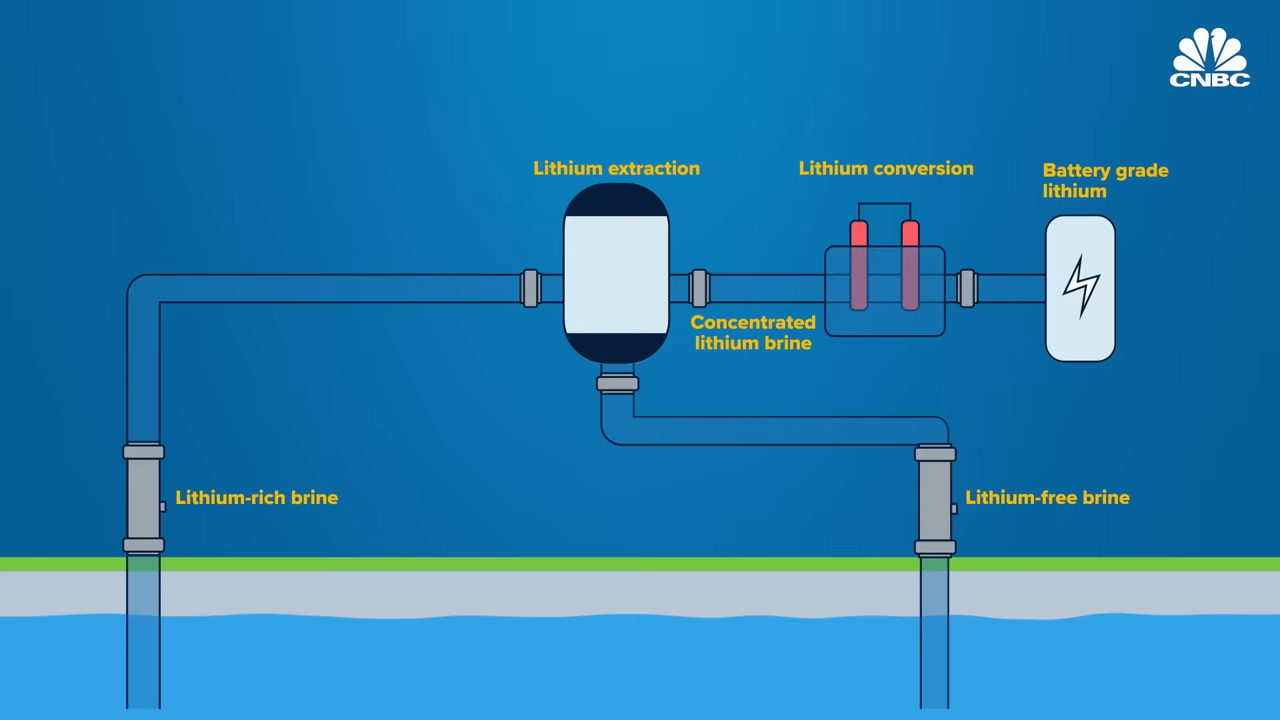 CNBC
Lithium extraction
Lithium conversion
Battery grade
lithium
Concentrated
lithium brine
Lithium-rich brine
Lithium-free brine